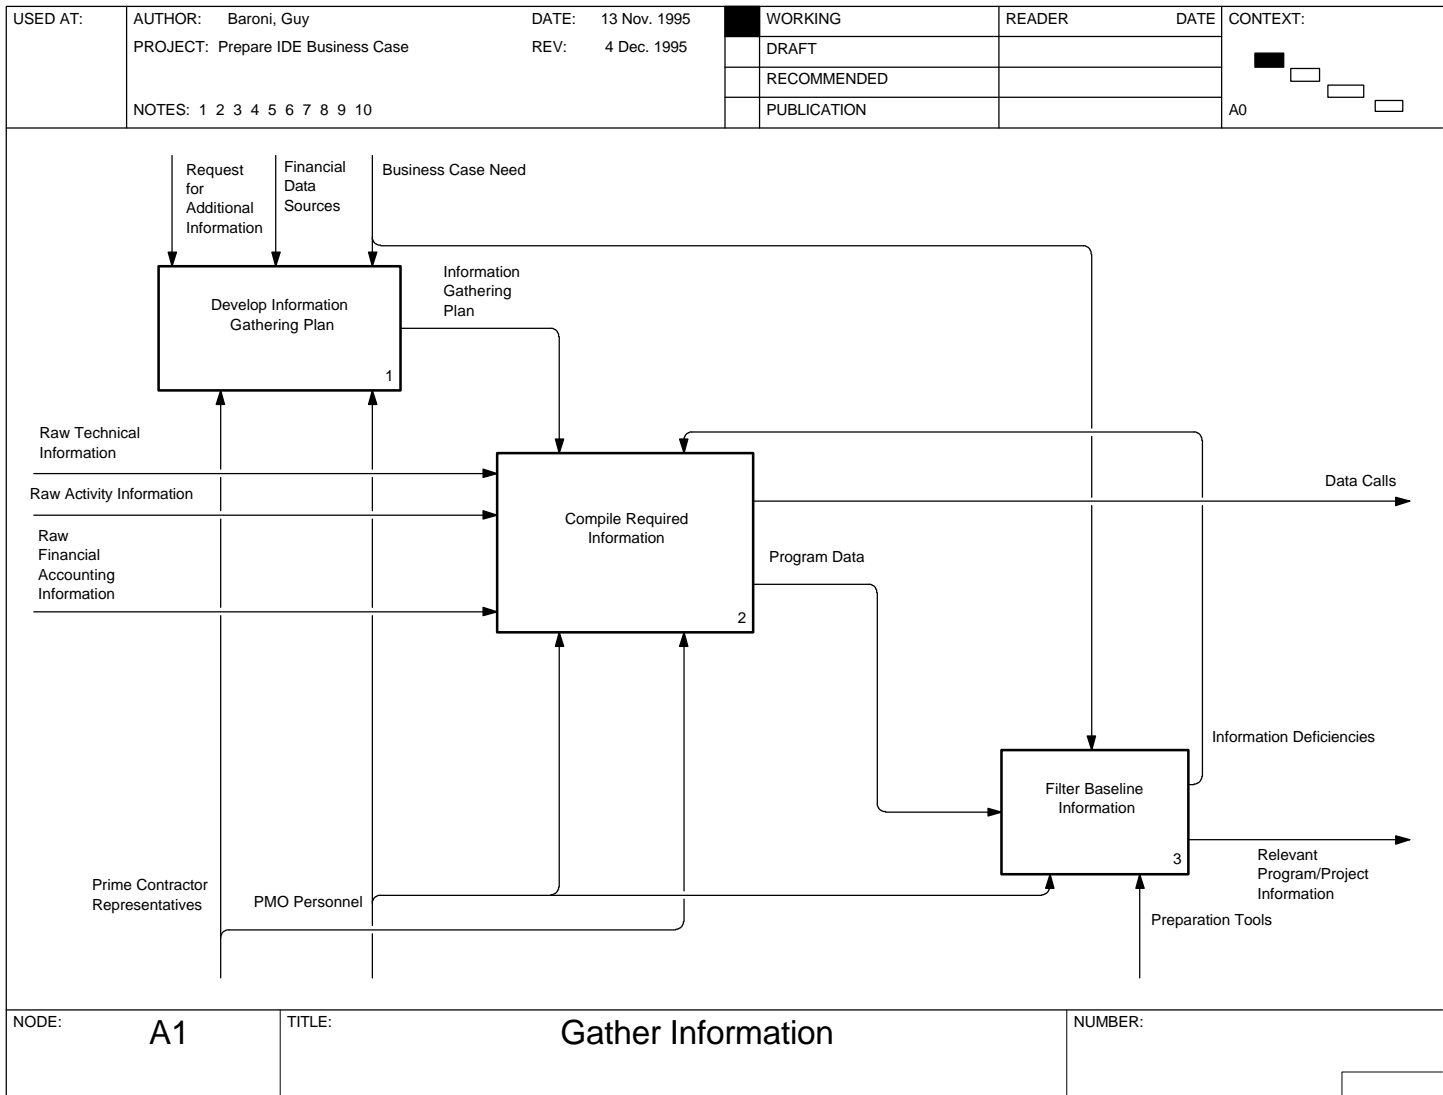 USED AT:
AUTHOR: Baroni, Guy
DATE: 13 Nov. 1995
PROJECT: Prepare IDE Business Case
REV: 4 Dec. 1995
NOTES: 1 2 3 4 5 6 7 8 9 10
WORKING
DRAFT
RECOMMENDED
PUBLICATION
READER DATE
CONTEXT:
A0
Request
for
Additional
Information
Financial
Data
Sources
Business Case Need
Develop Information
Gathering Plan
1
Information
Gathering
Plan
Raw Technical
Information
Raw Activity Information
Raw
Financial
Accounting
Information
Compile Required
Information
2
Data Calls
Program Data
Information Deficiencies
Filter Baseline
Information
3
Relevant
Program/Project
Information
Prime Contractor
Representatives
PMO Personnel
Preparation Tools
NODE:
A1
TITLE:
Gather Information
NUMBER: